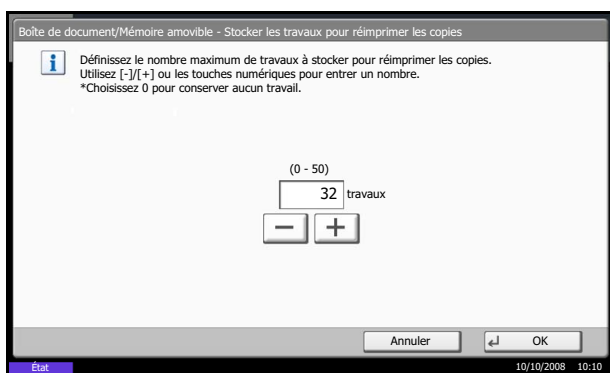 Boîte de document/Mémoire amovible - Stocker les travaux pour réimprimer les copies
Définissez le nombre maximum de travaux à stocker pour réimprimer les copies.
Utilisez [-]/[+] ou les touches numériques pour entrer un nombre.
*Choisissez 0 pour conserver aucun travail.
(0 - 50)
32 travaux
Annuler OK
État 10/10/2008 10:10